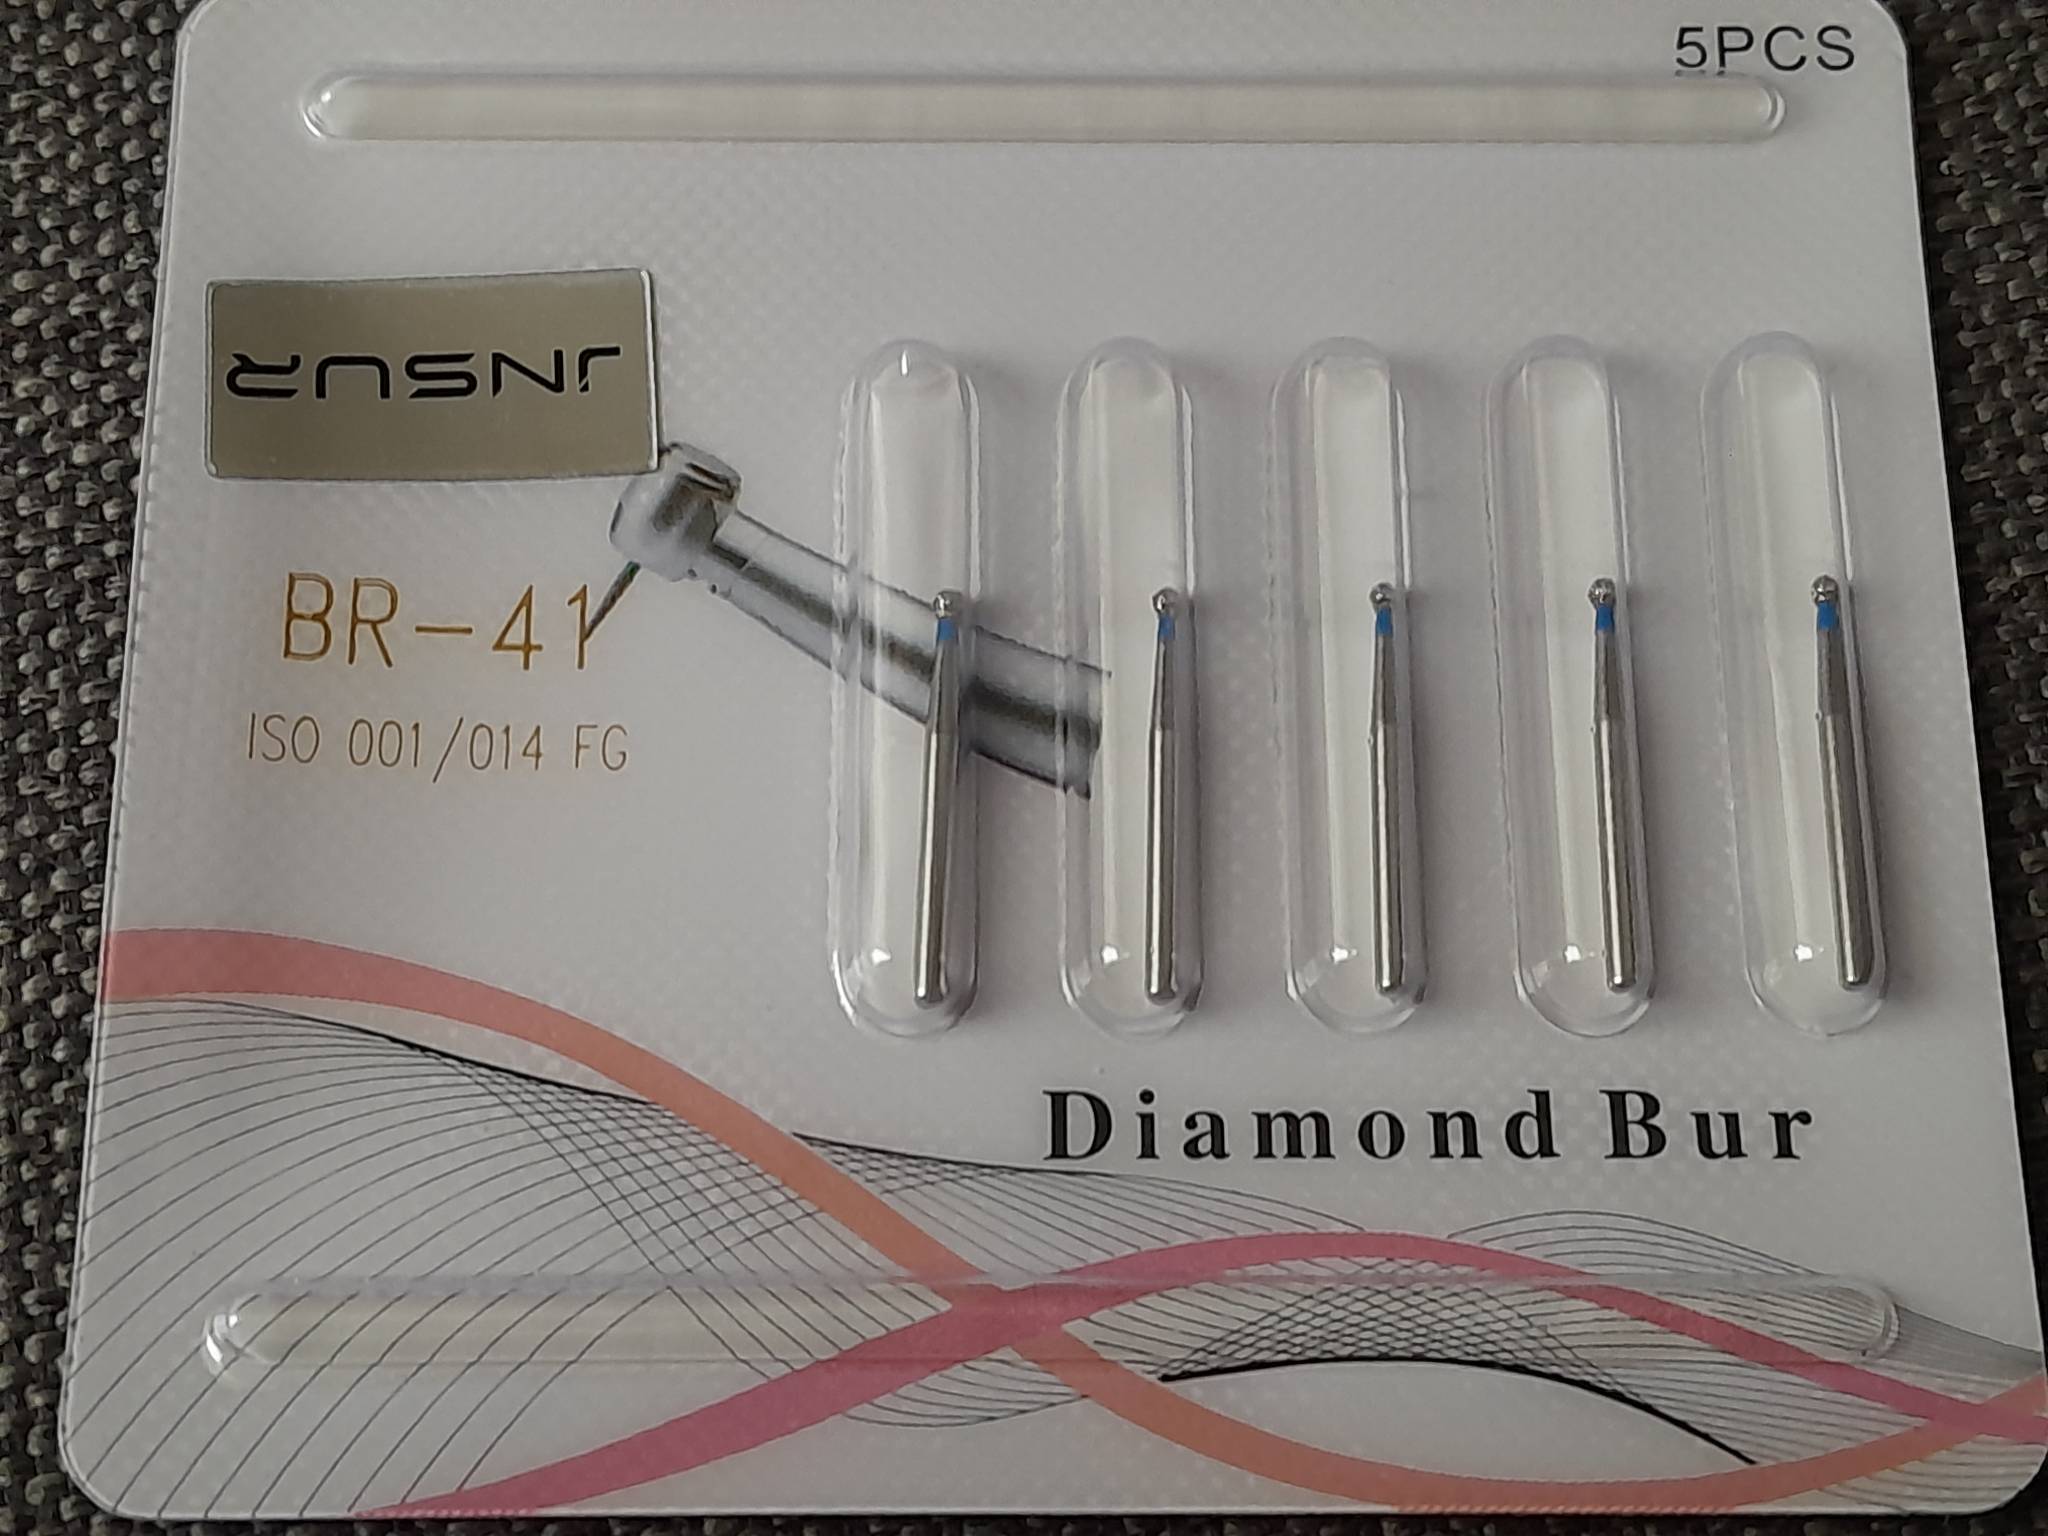 5PCS
JNSUR
BR-41
ISO 001/014 FG
Diamond Bur